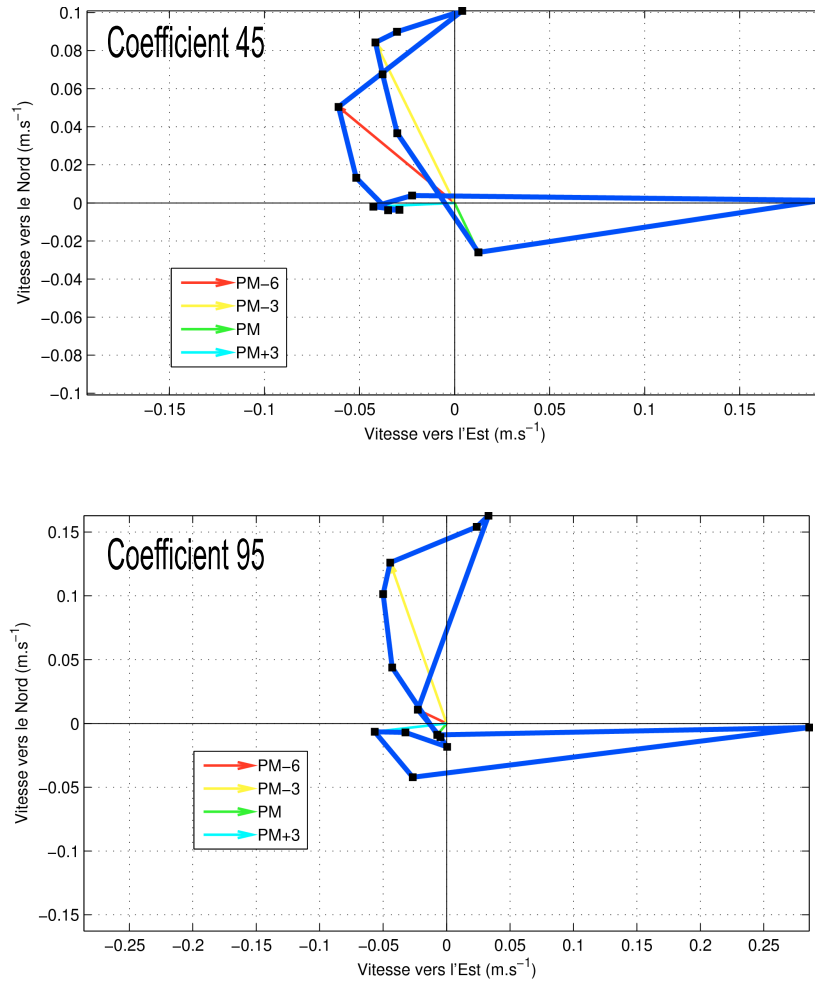 Coefficient 45
Vitesse vers le Nord (m.s−1)
0.1
0.08
0.06
0.04
0.02
0
−0.02
−0.04
−0.06
−0.08
−0.1
PM−6
PM−3
PM
PM+3
−0.15 −0.1 −0.05 0 0.05 0.1 0.15
Vitesse vers l'Est (m.s−1)
Coefficient 95
Vitesse vers le Nord (m.s−1)
0.15
0.1
0.05
0
−0.05
−0.1
−0.15
PM−6
PM−3
PM
PM+3
−0.25 −0.2 −0.15 −0.1 −0.05 0 0.05 0.1 0.15 0.2 0.25
Vitesse vers l'Est (m.s−1)